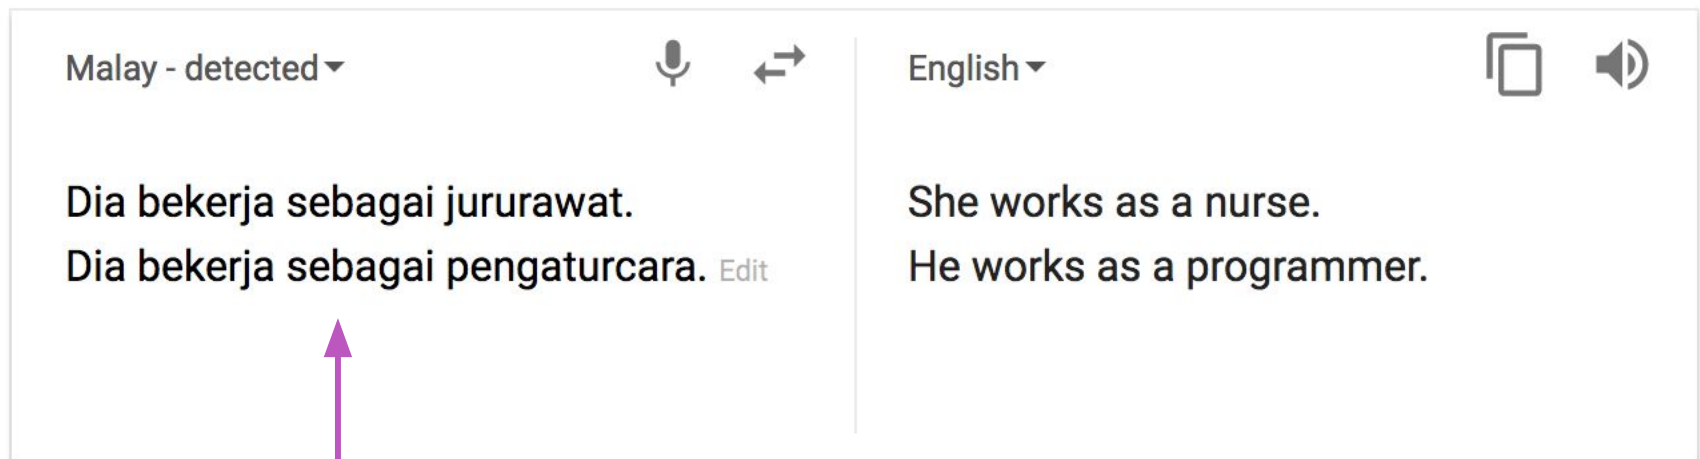 Malay - detected
English
Dia bekerja sebagai jururawat.
Dia bekerja sebagai pengaturcara. Edit
She works as a nurse.
He works as a programmer.